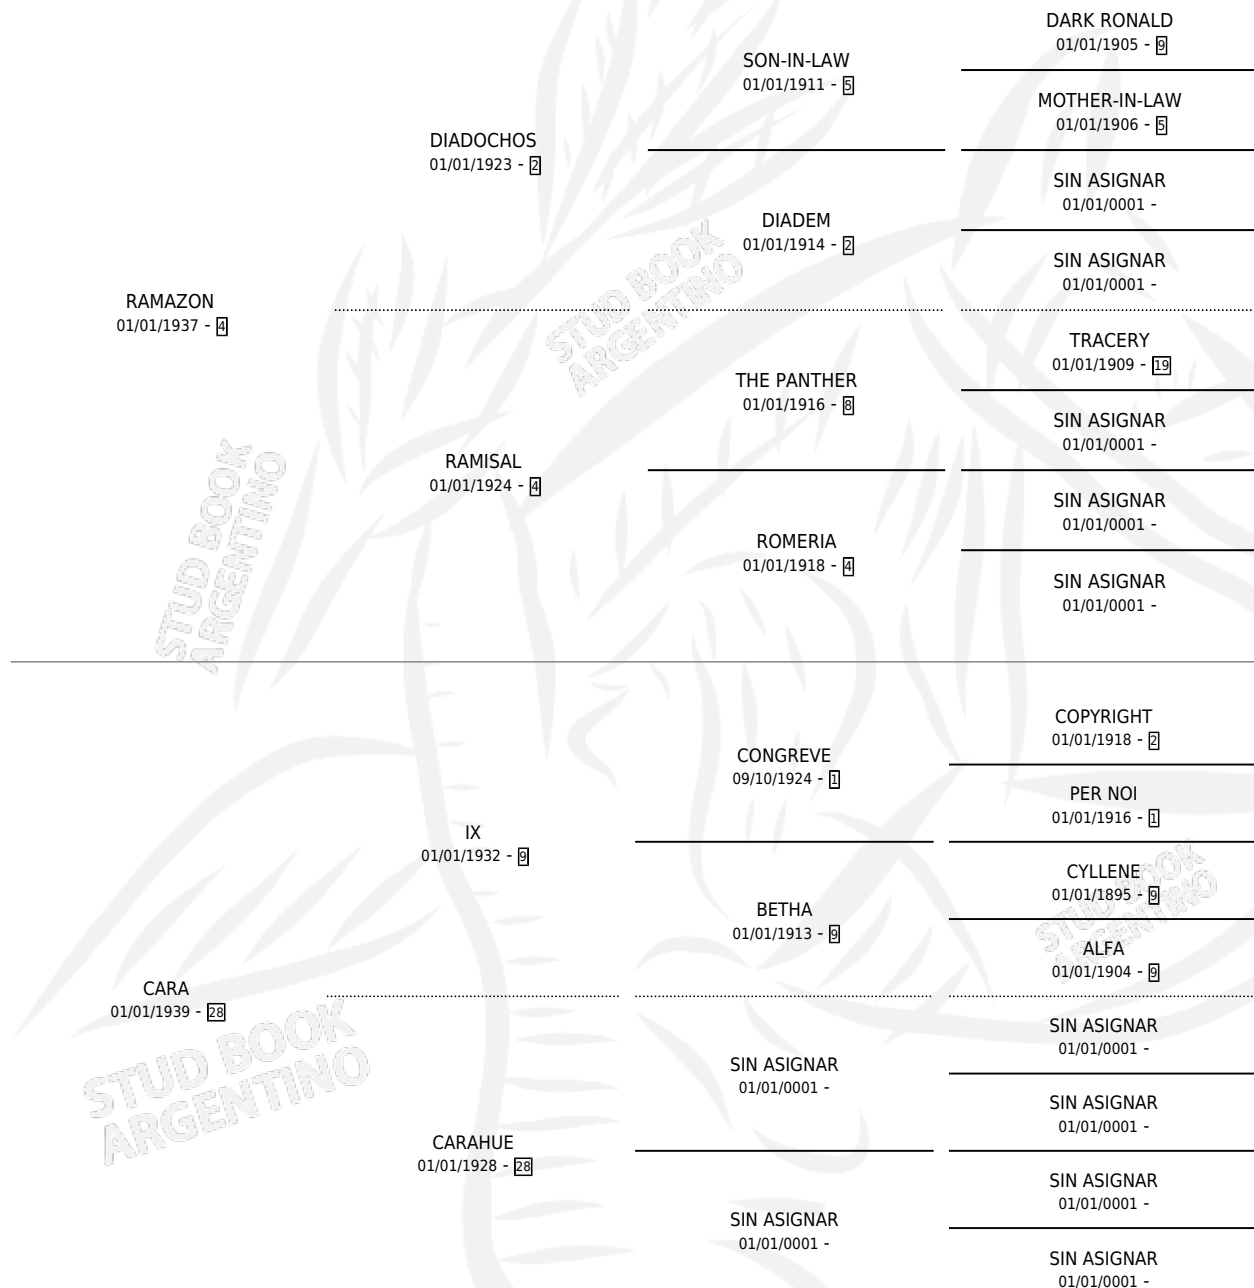 DARK RONALD
01/01/1905 - 9
SON-IN-LAW
01/01/1911 - 5
MOTHER-IN-LAW
01/01/1906 - 5
DIADOCHOS
01/01/1923 - 2
SIN ASIGNAR
01/01/0001 -
DIADEM
01/01/1914 - 2
SIN ASIGNAR
01/01/0001 -
RAMAZON
01/01/1937 - 4
TRACERY
01/01/1909 - 19
THE PANTHER
01/01/1916 - 8
SIN ASIGNAR
01/01/0001 -
RAMISAL
01/01/1924 - 4
SIN ASIGNAR
01/01/0001 -
ROMERIA
01/01/1918 - 4
SIN ASIGNAR
01/01/0001 -
COPYRIGHT
01/01/1918 - 2
CONGREVE
09/10/1924 - 1
PER NOI
01/01/1916 - 1
IX
01/01/1932 - 9
CYLLENE
01/01/1895 - 9
BETHA
01/01/1913 - 9
ALFA
01/01/1904 - 9
CARA
01/01/1939 - 28
SIN ASIGNAR
01/01/0001 -
SIN ASIGNAR
01/01/0001 -
SIN ASIGNAR
01/01/0001 -
CARAHUE
01/01/1928 - 28
SIN ASIGNAR
01/01/0001 -
SIN ASIGNAR
01/01/0001 -
SIN ASIGNAR
01/01/0001 -
STUD BOOK
ARGENTINO
STUD BOOK
ARGENTINO
STUD BOOK
ARGENTINO
STUD BOOK
ARGENTINO